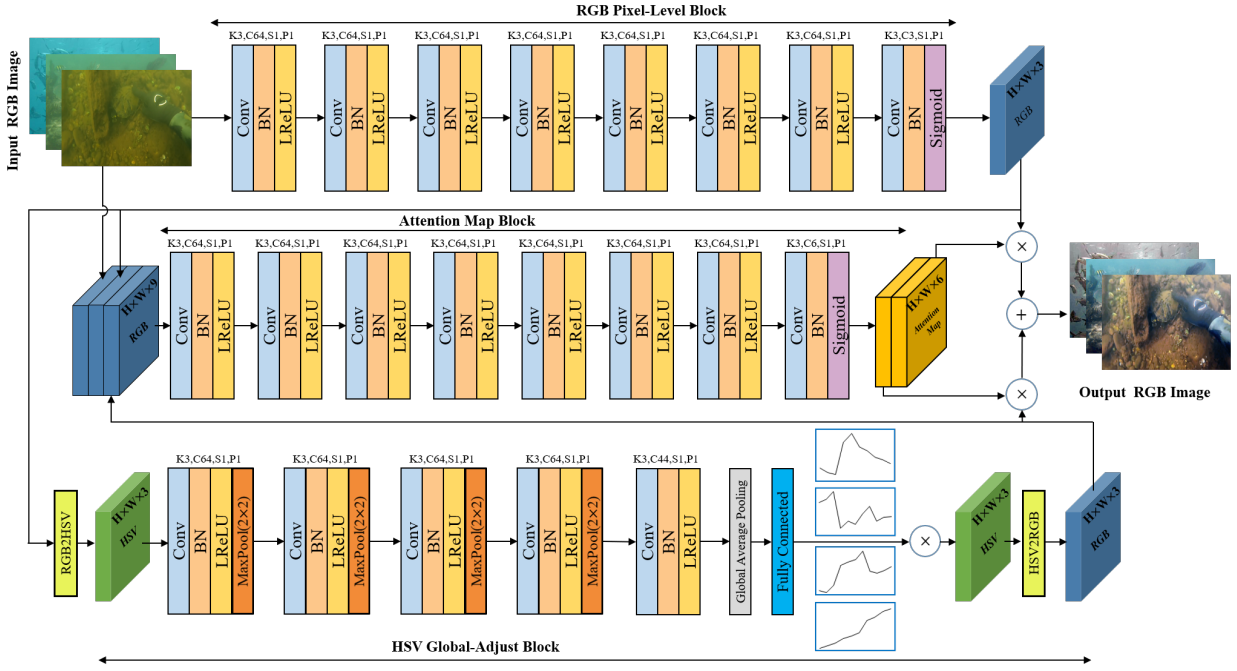 RGB Pixel-Level Block
Input RGB Image
K3,C64,S1,P1 K3,C64,S1,P1 K3,C64,S1,P1 K3,C64,S1,P1 K3,C64,S1,P1 K3,C64,S1,P1 K3,C64,S1,P1 K3,C3,S1,P1
Conv BN LReLU Conv BN LReLU Conv BN LReLU Conv BN LReLU Conv BN LReLU Conv BN LReLU Conv BN LReLU Conv BN Sigmoid
H×W×3
RGB
Attention Map Block
K3,C64,S1,P1 K3,C64,S1,P1 K3,C64,S1,P1 K3,C64,S1,P1 K3,C64,S1,P1 K3,C64,S1,P1 K3,C64,S1,P1 K3,C6,S1,P1
H×W×9
RGB
Conv BN LReLU Conv BN LReLU Conv BN LReLU Conv BN LReLU Conv BN LReLU Conv BN LReLU Conv BN LReLU Conv BN Sigmoid
H×W×6
Attention
Map
×
+
×
Output RGB Image
RGB2HSV
H×W×3
HSV
K3,C64,S1,P1 K3,C64,S1,P1 K3,C64,S1,P1 K3,C64,S1,P1 K3,C44,S1,P1
Conv BN LReLU MaxPool(2×2) Conv BN LReLU MaxPool(2×2) Conv BN LReLU MaxPool(2×2) Conv BN LReLU MaxPool(2×2) Conv BN LReLU
Global Average Pooling
Fully Connected
×
H×W×3
HSV
HSV2RGB
H×W×3
RGB
HSV Global-Adjust Block